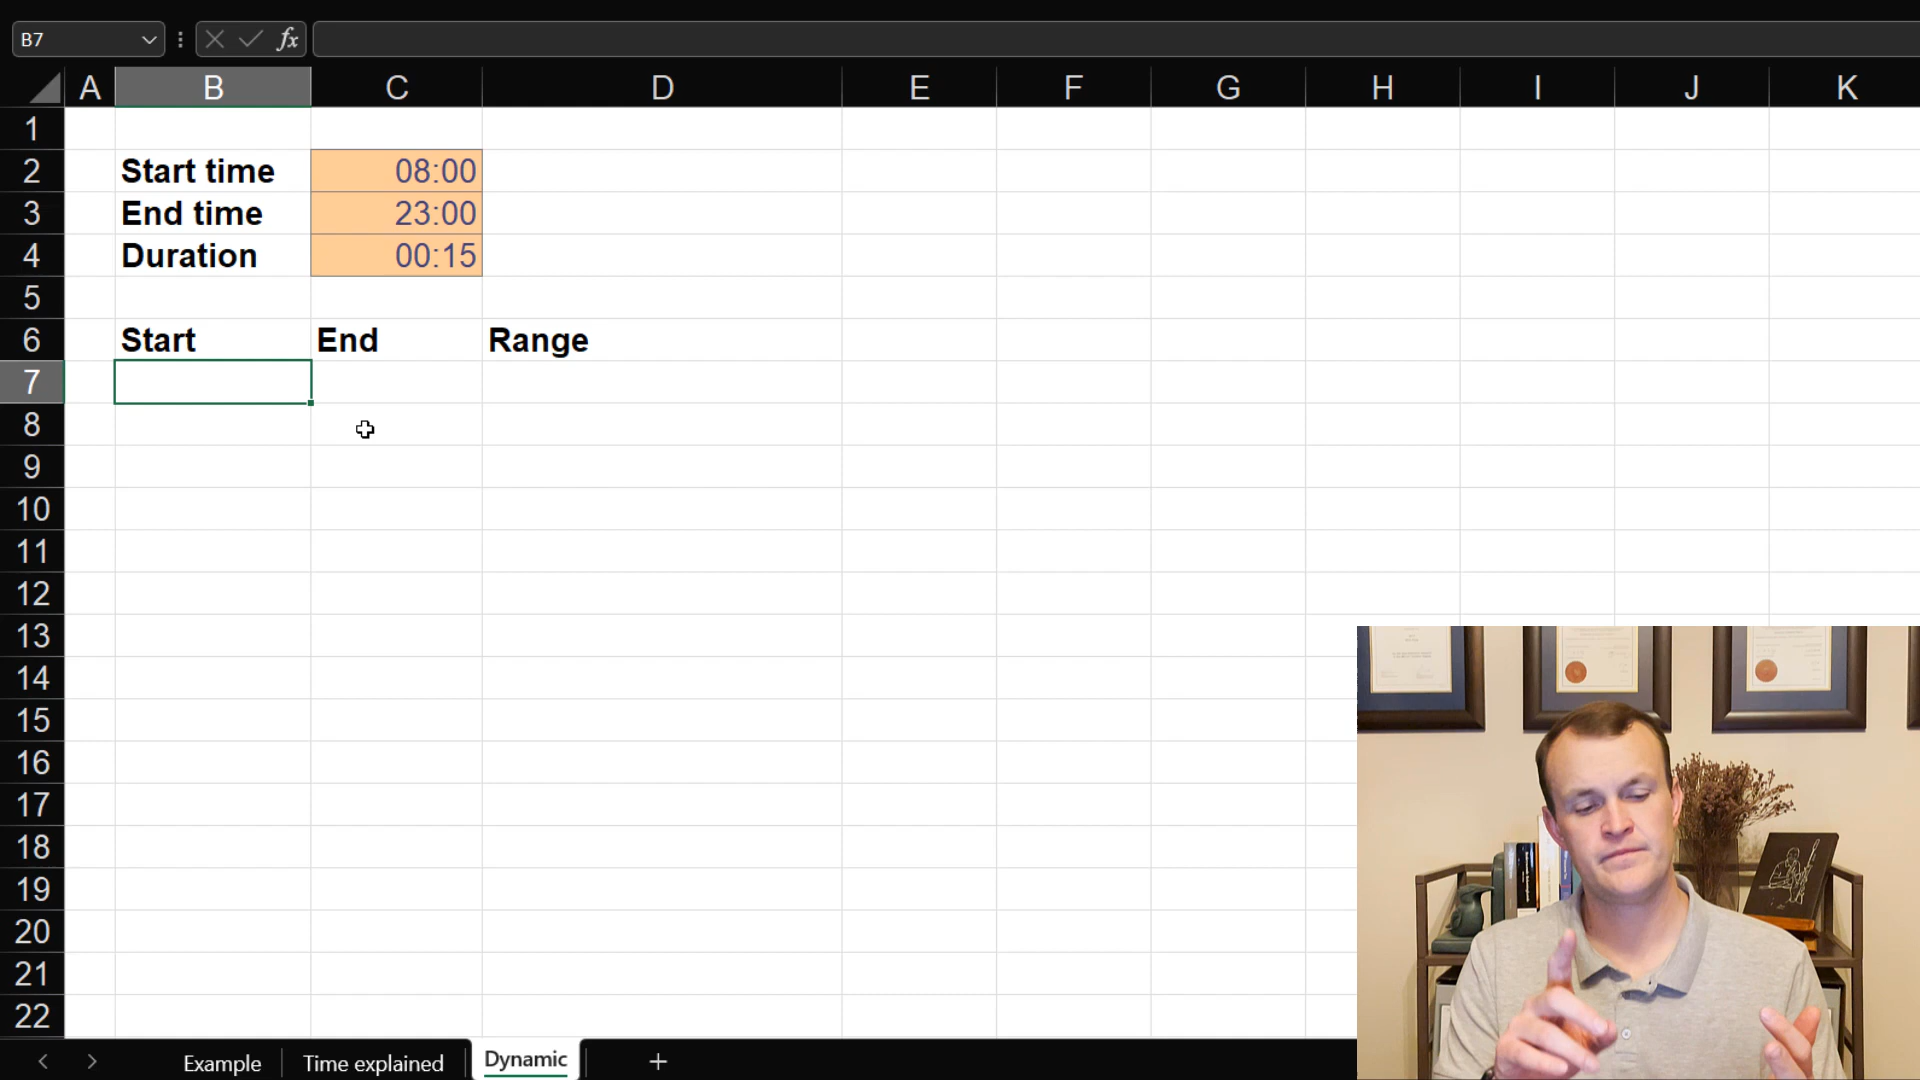 B7
fx
A B C D E F G H I J K
1
2 Start time 08:00
3 End time 23:00
4 Duration 00:15
5
6 Start End Range
7
8
9
10
11
12
13
14
15
16
17
18
19
20
21
22
Example Time explained Dynamic +